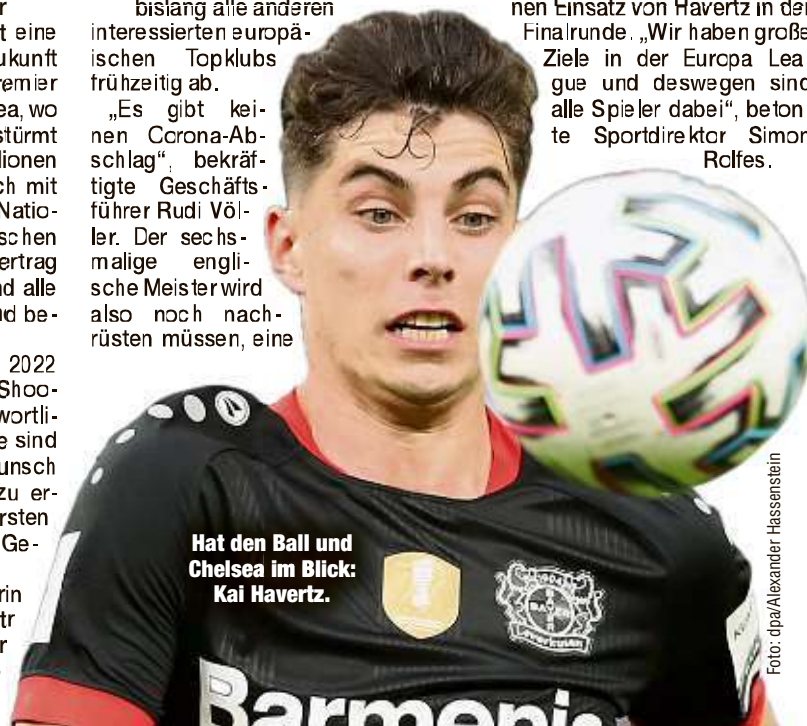 r
t eine
ukunft
remier
ea, wo
stürmt
lionen
ch mit
Natio-
schen
ertrag
nd alle
nd be-
2022
Shoo-
wortli-
e sind
unsch
zu er-
rsten
Ge-
rin
tr
r
bislang alle anderen
interessierten europä-
ischen Topklubs
frühzeitig ab.
„Es gibt kei-
nen Corona-Ab-
schlag“, bekräf-
tigte Geschäfts-
führer Rudi Völ-
ler. Der sechs-
malige engli-
sche Meister wird
also noch nach-
rüsten müssen, eine
nen Einsatz von Havertz in der
Finalrunde. „Wir haben große
Ziele in der Europa Lea
gue und deswegen sind
alle Spieler dabei“, beton
te Sportdirektor Simon
Rolfes.
Hat den Ball und
Chelsea im Blick:
Kai Havertz.
1904
BAYER
Leverkusen
Barmenia
Foto: dpa/Alexander Hassenstein